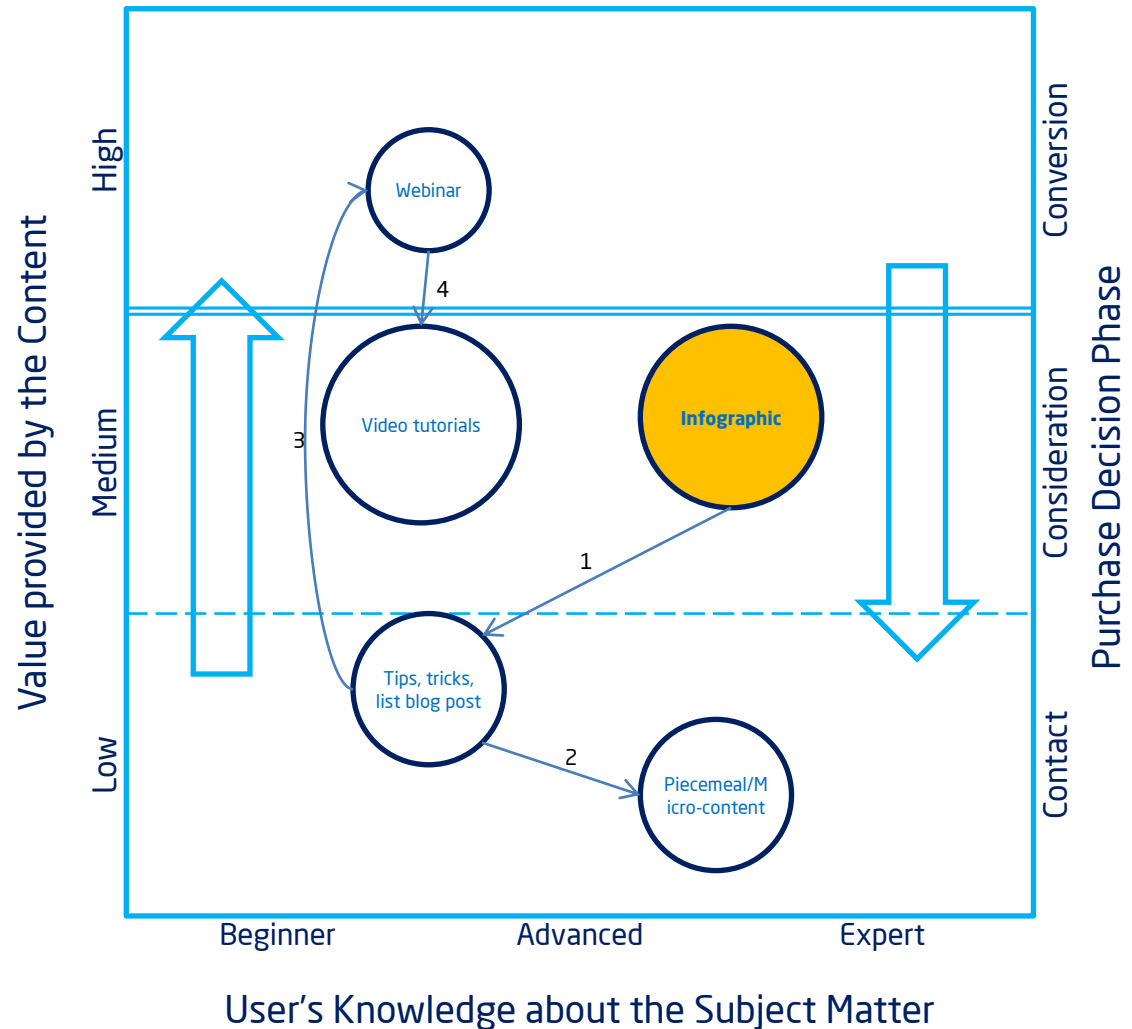 High
Conversion
Webinar
4
Value provided by the Content
Purchase Decision Phase
Medium
Consideration
3
Video tutorials
Infographic
1
Low
Contact
Tips, tricks,
list blog post
2
Piecemeal/M
icro-content
Beginner
Advanced
Expert
User's Knowledge about the Subject Matter